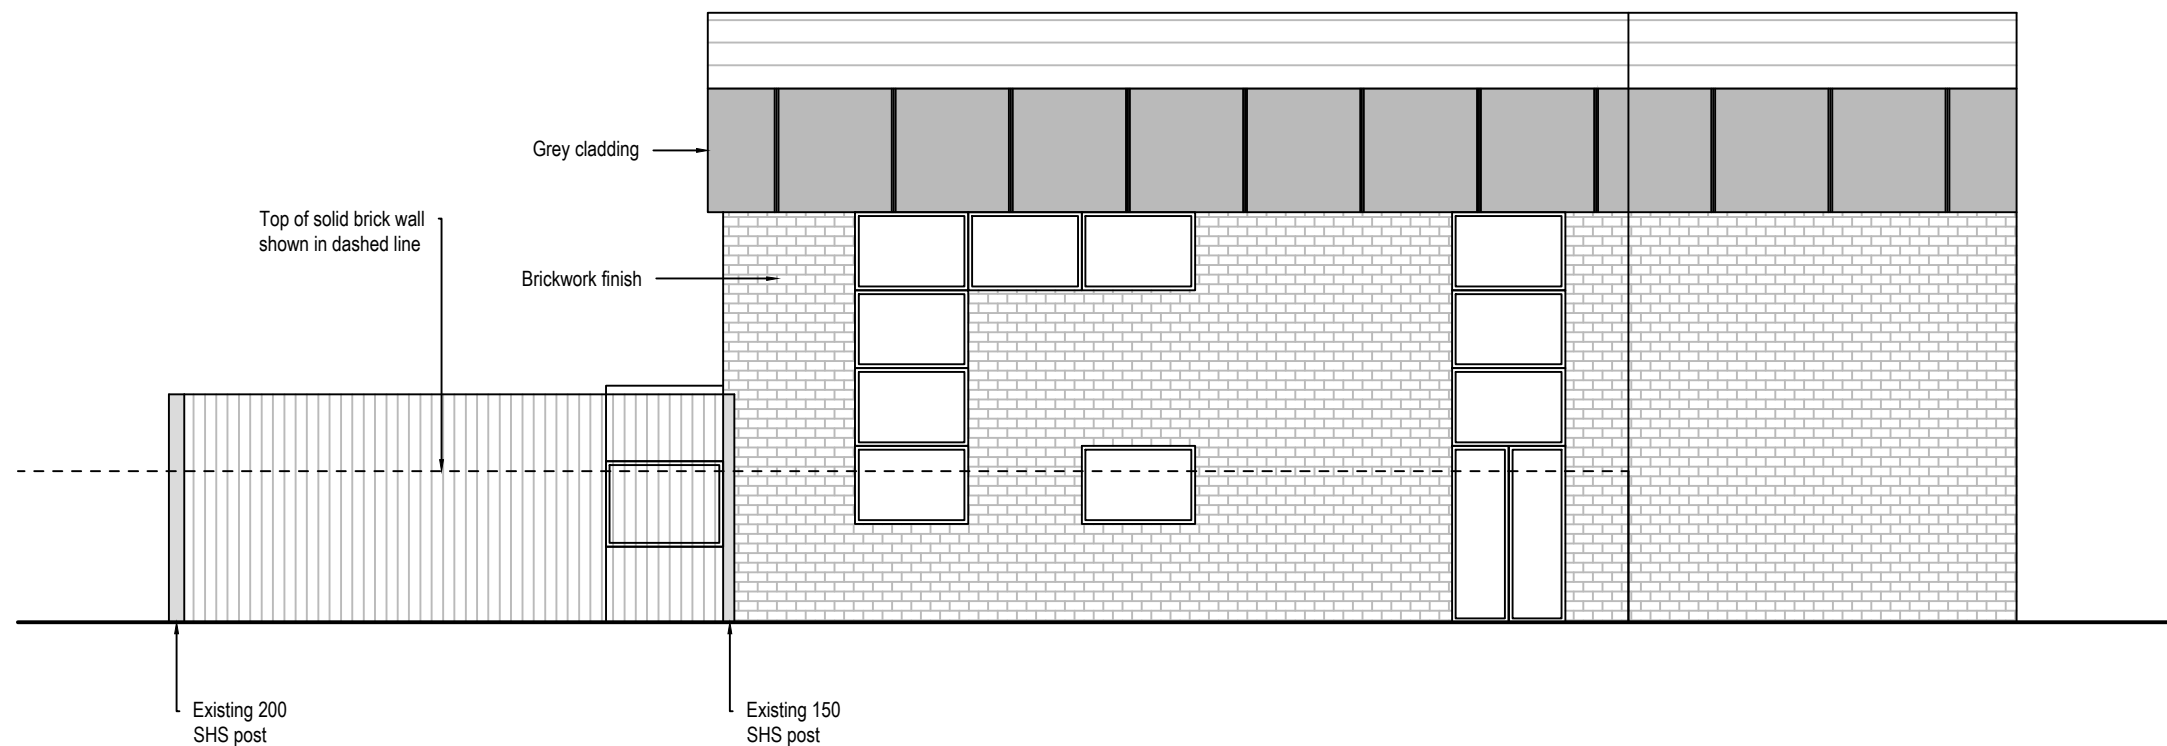 Grey cladding
Top of solid brick wall
shown in dashed line
Brickwork finish
Existing 200
SHS post
Existing 150
SHS post